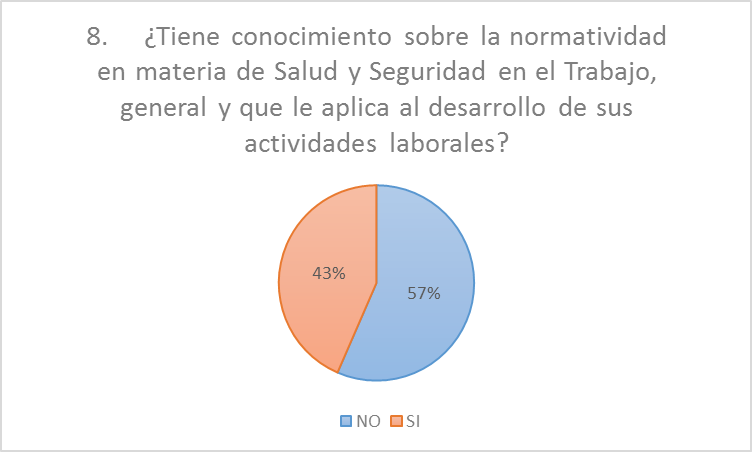 8. ¿Tiene conocimiento sobre la normatividad
en materia de Salud y Seguridad en el Trabajo,
general y que le aplica al desarrollo de sus
actividades laborales?
43%
57%
NO SI